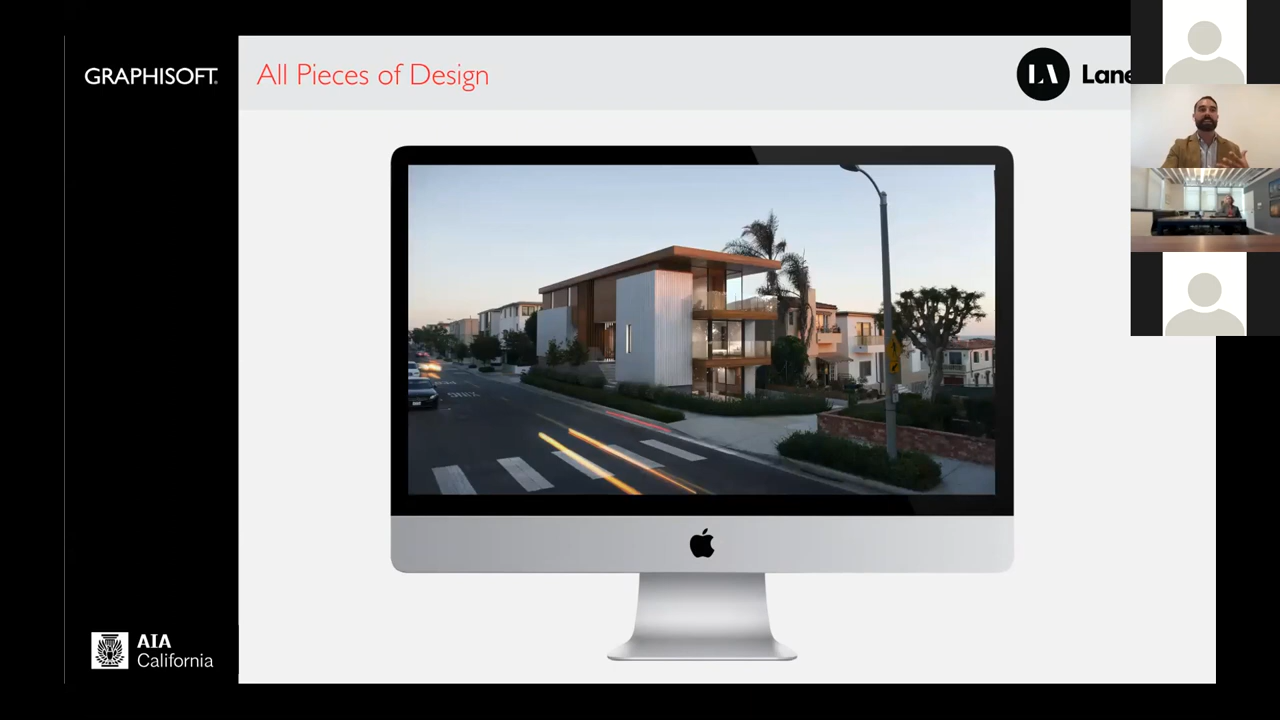 GRAPHISOFT.
All Pieces of Design
LA
Lane
AIA
California